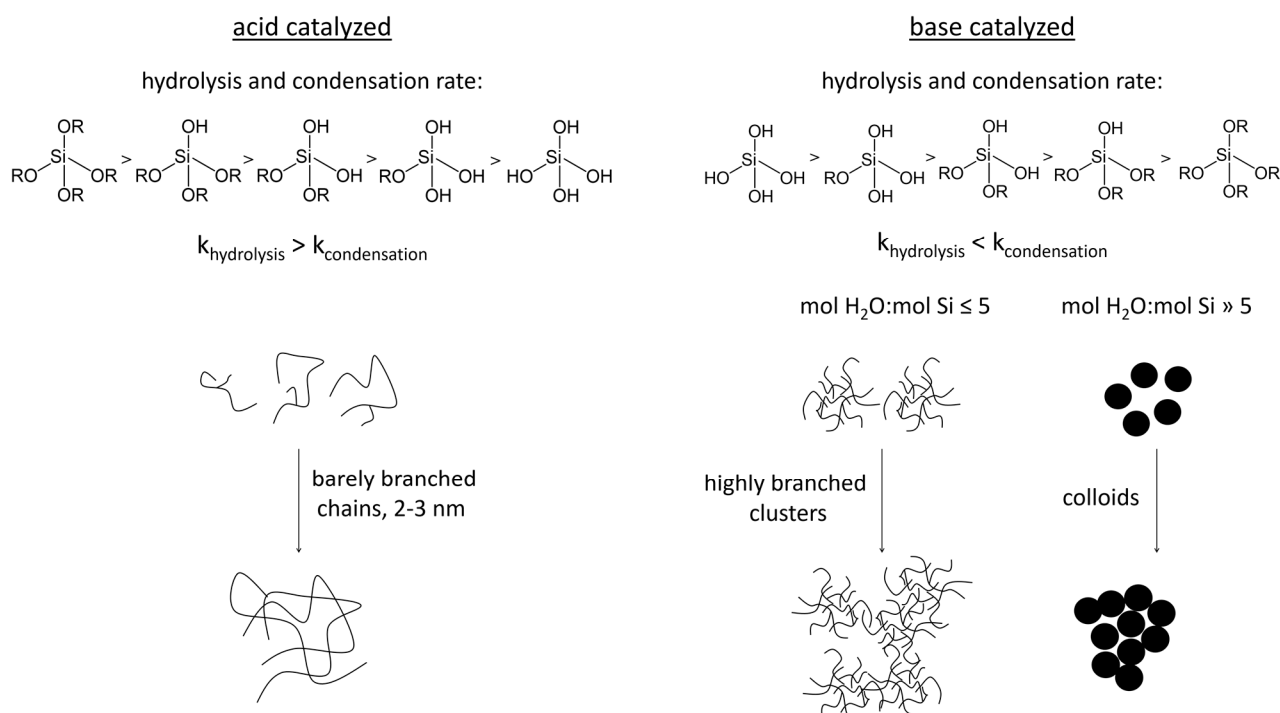 acid catalyzed
hydrolysis and condensation rate:
OR OH OH OH OH
Si > Si > Si > Si > Si
RO OR RO OR RO OH RO OH HO OH
OR OR OR OH OH
k_hydrolysis > k_condensation
barely branched
chains, 2-3 nm
base catalyzed
hydrolysis and condensation rate:
OH OH OH OH OR
Si > Si > Si > Si > Si
HO OH RO OH RO OH RO OR RO OR
OH OH OR OR OR
k_hydrolysis < k_condensation
mol H₂O:mol Si ≤ 5
highly branched
clusters
mol H₂O:mol Si » 5
colloids